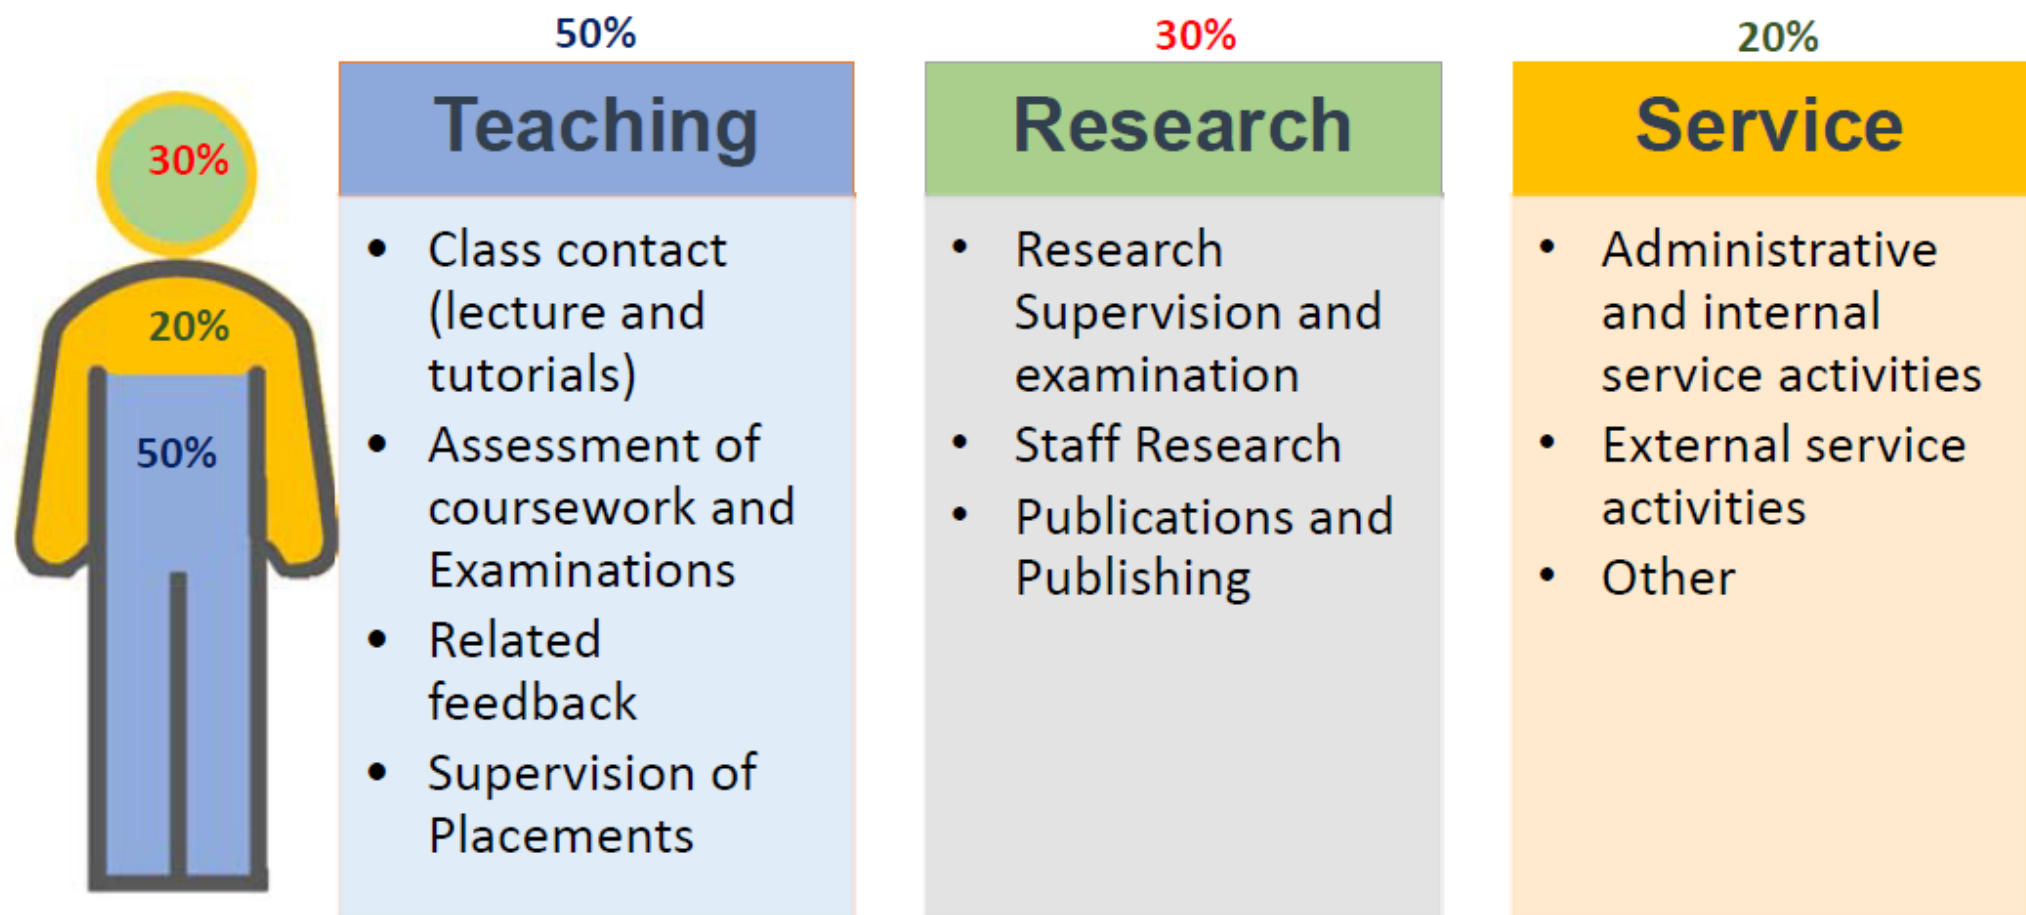 50%
30%
20%
30%
20%
50%
Teaching
• Class contact
(lecture and
tutorials)
• Assessment of
coursework and
Examinations
• Related
feedback
• Supervision of
Placements
Research
• Research
Supervision and
examination
• Staff Research
• Publications and
Publishing
Service
• Administrative
and internal
service activities
• External service
activities
• Other